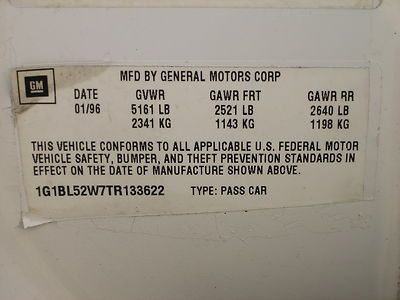 GM
MFD BY GENERAL MOTORS CORP
DATE GVWR GAWR FRT GAWR RR
01/96 5161 LB 2521 LB 2640 LB
2341 KG 1143 KG 1198 KG
THIS VEHICLE CONFORMS TO ALL APPLICABLE U.S. FEDERAL MOTOR
VEHICLE SAFETY, BUMPER, AND THEFT PREVENTION STANDARDS IN
EFFECT ON THE DATE OF MANUFACTURE SHOWN ABOVE.
1G1BL52W7TR133622 TYPE: PASS CAR